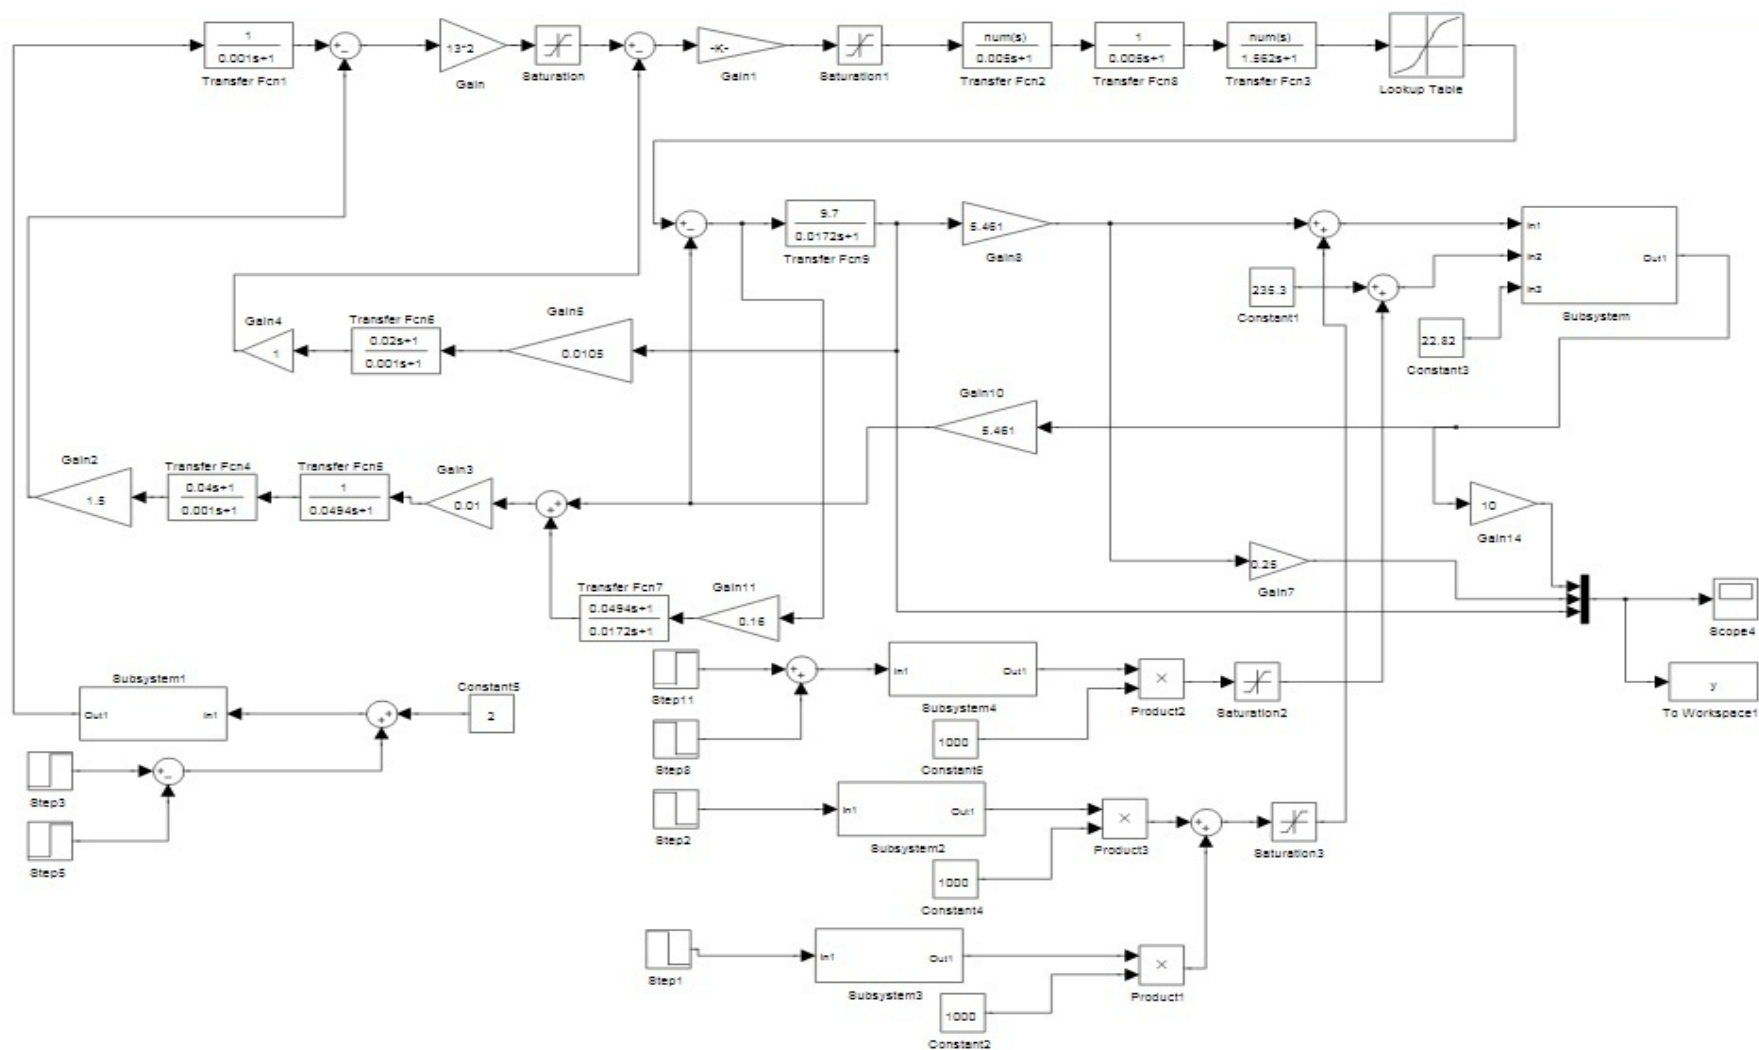 1
0.001s+1
Transfer Fcn1
+
-
13*2
Gain
Saturation
+
-
-K-
Gain1
Saturation1
num(s)
0.005s+1
Transfer Fcn2
1
0.005s+1
Transfer Fcn8
num(s)
1.562s+1
Transfer Fcn3
Lookup Table
+
-
9.7
0.0172s+1
Transfer Fcn9
5.461
Gain8
+
+
In1
In2
In3
Out1
Subsystem
235.3
Constant1
+
+
22.82
Constant3
Gain4
1
Transfer Fcn6
0.02s+1
0.001s+1
Gain5
0.0105
Gain10
5.461
Gain2
1.5
Transfer Fcn4
0.04s+1
0.001s+1
Transfer Fcn5
1
0.0494s+1
Gain3
0.01
+
+
10
Gain14
0.25
Gain7
Transfer Fcn7
0.0494s+1
0.0172s+1
Gain11
0.16
Scope4
y
To Workspace1
Step11
+
+
In1
Out1
Subsystem4
×
Product2
Saturation2
Step8
1000
Constant6
Subsystem1
Out1
In1
+
+
Constant5
2
Step3
+
-
Step5
Step2
In1
Out1
Subsystem2
×
Product3
+
+
Saturation3
1000
Constant4
Step1
In1
Out1
Subsystem3
×
Product1
1000
Constant2